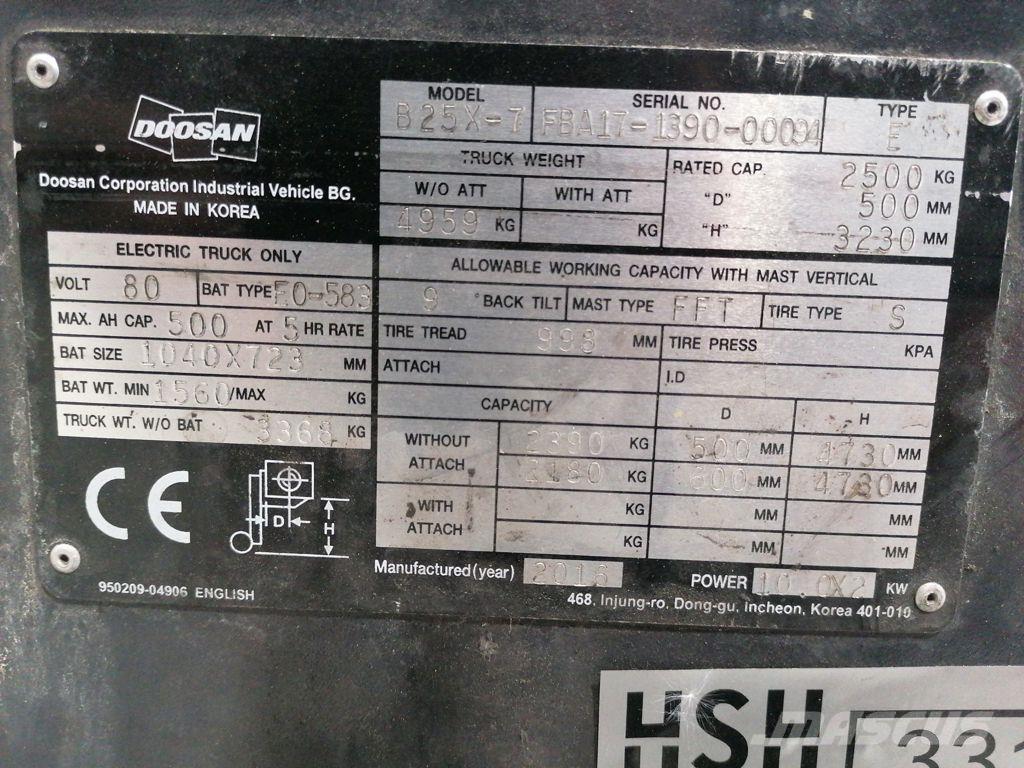 DOOSAN
Doosan Corporation Industrial Vehicle BG.
MADE IN KOREA
MODEL SERIAL NO. TYPE
B25X-7 FBA17-1390-00094 E
TRUCK WEIGHT
W/O ATT WITH ATT
4959 KG KG
RATED CAP. 2500 KG
"D" 500 MM
"H" 3230 MM
ELECTRIC TRUCK ONLY
VOLT 80 BAT TYPE
MAX. AH CAP. 500 AT 5 HR RATE
BAT SIZE 1040X723 MM
BAT WT. MIN 1560/MAX KG
TRUCK WT. W/O BAT 3368 KG
ALLOWABLE WORKING CAPACITY WITH MAST VERTICAL
9 ° BACK TILT MAST TYPE FFT TIRE TYPE S
TIRE TREAD 998 MM TIRE PRESS KPA
ATTACH I.D
CAPACITY D H
WITHOUT ATTACH 2390 KG 500 MM 4730 MM
KG 600 MM 4730 MM
WITH ATTACH KG MM MM
KG MM MM
CE
D
H
Manufactured (year) 2016 POWER 10.0X2 KW
950209-04906 ENGLISH
468, Injung-ro, Dong-gu, Incheon, Korea 401-010
HSH
331
MASCUS